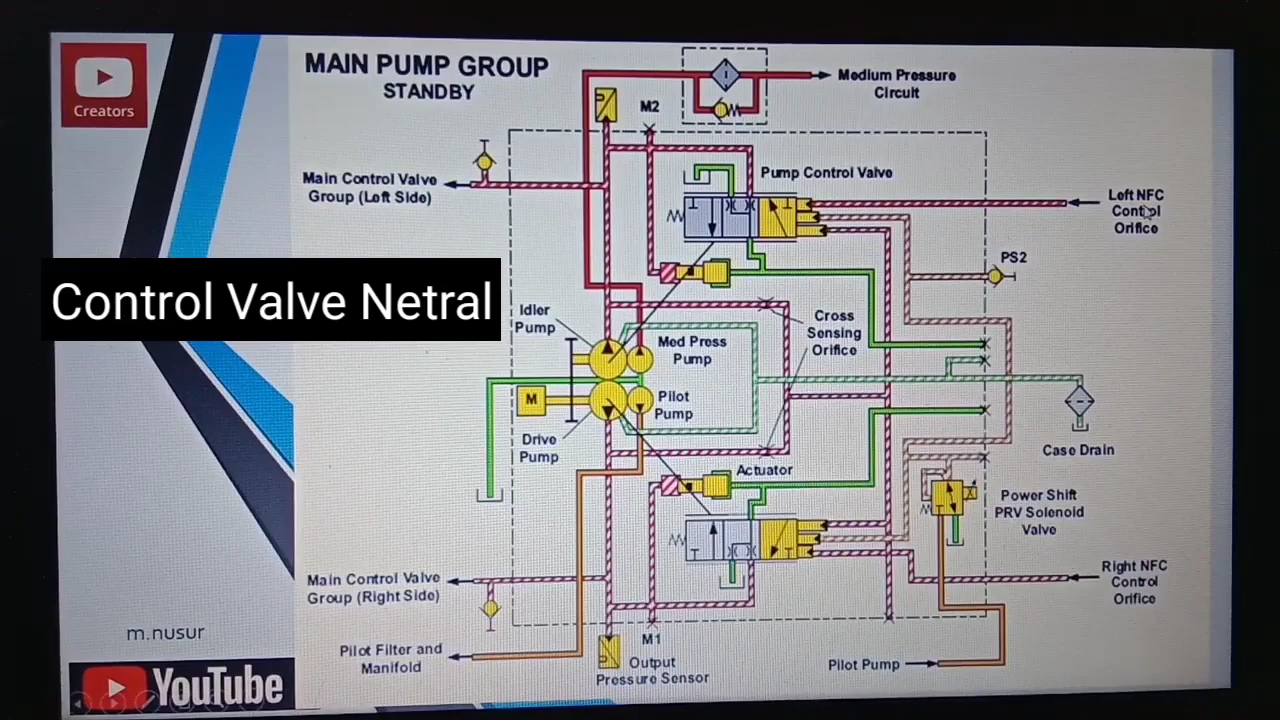 Creators
MAIN PUMP GROUP
STANDBY
M2
Medium Pressure
Circuit
Main Control Valve
Group (Left Side)
Pump Control Valve
Left NFC
Control
Orifice
PS2
Control Valve Netral
Idler
Pump
Med Press
Pump
Cross
Sensing
Orifice
M
Pilot
Pump
Drive
Pump
Case Drain
Actuator
Power Shift
PRV Solenoid
Valve
Main Control Valve
Group (Right Side)
Right NFC
Control
Orifice
m.nusur
M1
Pilot Filter and
Manifold
Output
Pressure Sensor
Pilot Pump
YouTube